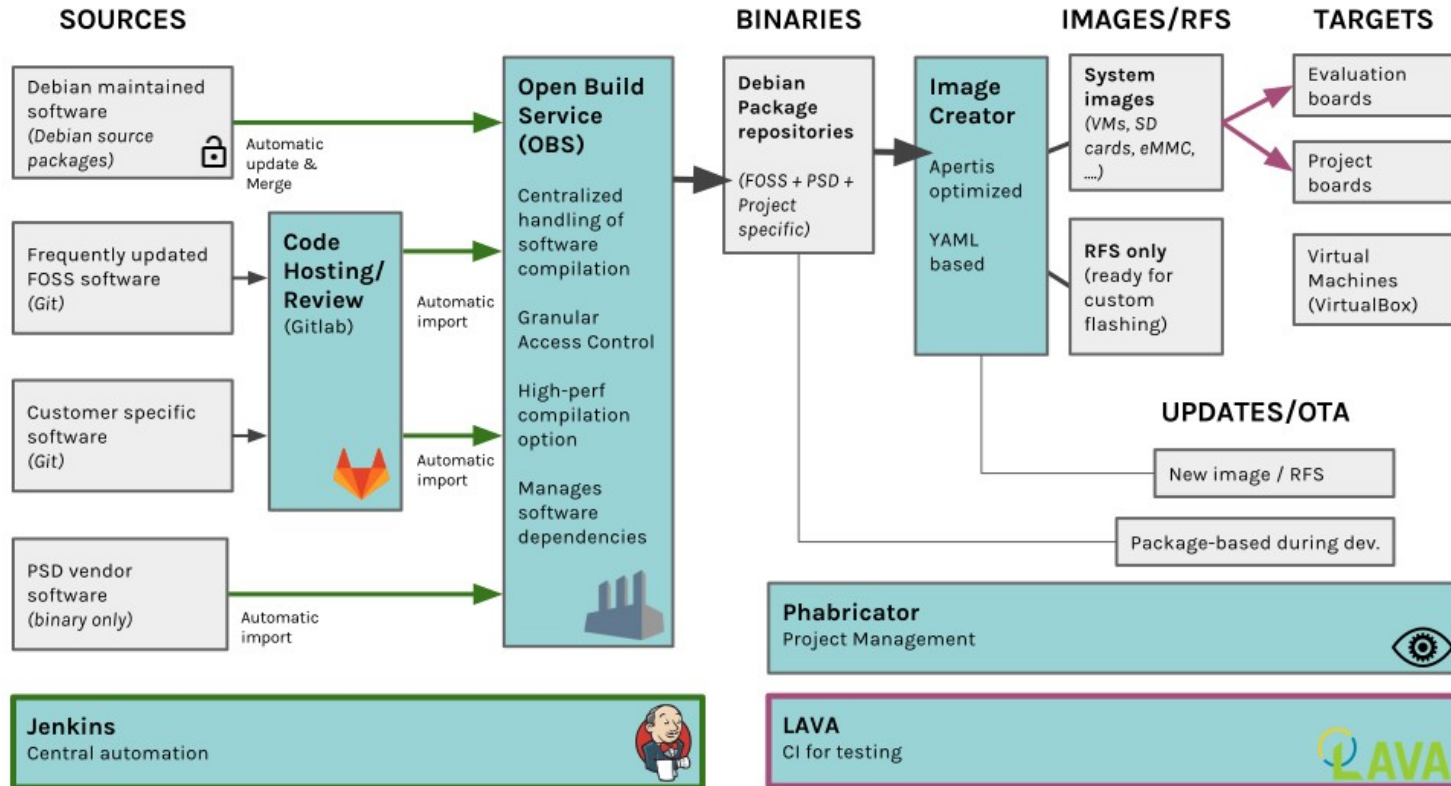 SOURCES
BINARIES
IMAGES/RFS
TARGETS
Debian maintained
software
(Debian source
packages)
Automatic
update &
Merge
Frequently updated
FOSS software
(Git)
Customer specific
software
(Git)
PSD vendor
software
(binary only)
Automatic
import
Code
Hosting/
Review
(Gitlab)
Automatic
import
Automatic
import
Open Build
Service
(OBS)
Centralized
handling of
software
compilation
Granular
Access Control
High-perf
compilation
option
Manages
software
dependencies
Debian
Package
repositories
(FOSS + PSD +
Project
specific)
Image
Creator
Apertis
optimized
YAML
based
System
images
(VMs, SD
cards, eMMC,
....)
RFS only
(ready for
custom
flashing)
Evaluation
boards
Project
boards
Virtual
Machines
(VirtualBox)
UPDATES/OTA
New image / RFS
Package-based during dev.
Phabricator
Project Management
Jenkins
Central automation
LAVA
CI for testing
LAVA